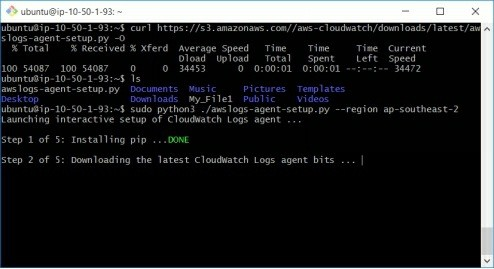 ubuntu@ip-10-50-1-93: ~
ubuntu@ip-10-50-1-93:~$ curl https://s3.amazonaws.com//aws-cloudwatch/downloads/latest/aw
slogs-agent-setup.py -O
% Total % Received % Xferd Average Speed Time Time Time Current
Dload Upload Total Spent Left Speed
100 54087 100 54087 0 0 34453 0 0:00:01 0:00:01 --:--:-- 34472
ubuntu@ip-10-50-1-93:~$ ls
awslogs-agent-setup.py Documents Music Pictures Templates
Desktop Downloads My_File1 Public Videos
ubuntu@ip-10-50-1-93:~$ sudo python3 ./awslogs-agent-setup.py --region ap-southeast-2
Launching interactive setup of CloudWatch Logs agent ...
Step 1 of 5: Installing pip ...DONE
Step 2 of 5: Downloading the latest CloudWatch Logs agent bits ...